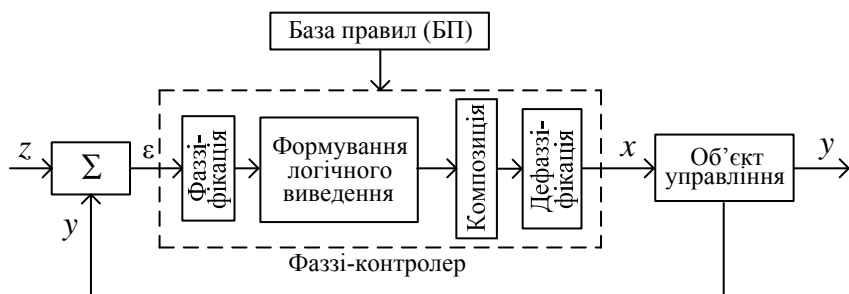 База правил (БП)
z
Σ
ε
Фаззі-
фікація
Формування
логічного
виведення
Композиція
Дефаззі-
фікація
x
Об’єкт
управління
y
y
Фаззі-контролер